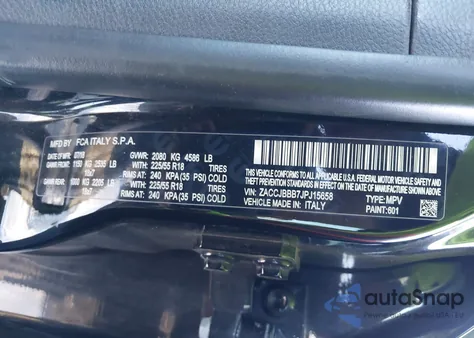 MFD BY: FCA ITALY S.P.A.
GVWR: 2080 KG 4586 LB
GAWR FRONT: 1150 KG 2535 LB WITH: 225/55 R18 TIRES
RIMS AT: 240 KPA(35 PSI) COLD
GAWR REAR: 1000 KG 2205 LB WITH: 225/55 R18 TIRES
RIMS AT: 240 KPA(35 PSI) COLD
THIS VEHICLE CONFORMS TO ALL APPLICABLE U.S.A. FEDERAL MOTOR
VEHICLE SAFETY, BUMPER, AND THEFT PREVENTION STANDARDS IN EFFECT
ON THE DATE OF MANUFACTURE SHOWN ABOVE.
VIN: ZACCJBBB7JPJ15658 TYPE: MPV
VEHICLE MADE IN: ITALY PAINT: 601
autoSnap